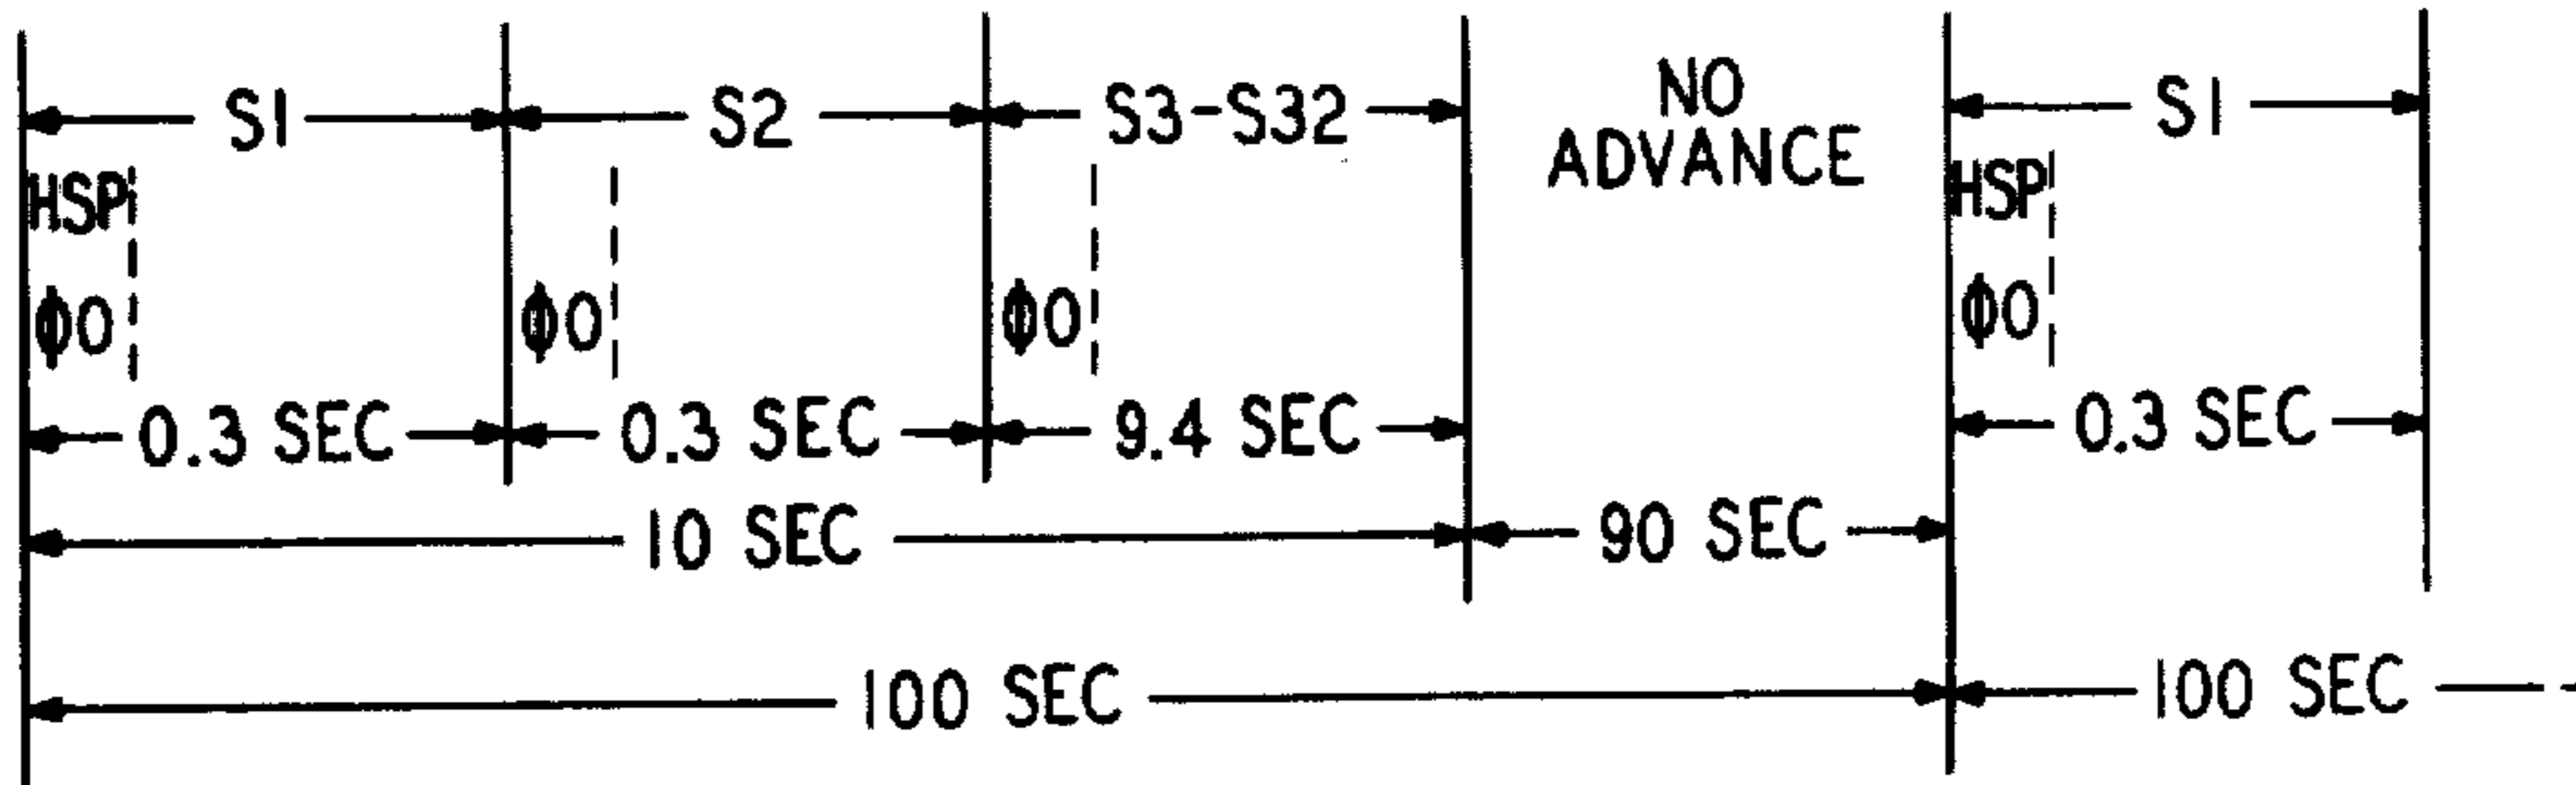 S1 S2 S3-S32 NO ADVANCE S1
HSP HSP
ϕ0 ϕ0 ϕ0 ϕ0
0.3 SEC 0.3 SEC 9.4 SEC 0.3 SEC
10 SEC 90 SEC
100 SEC 100 SEC